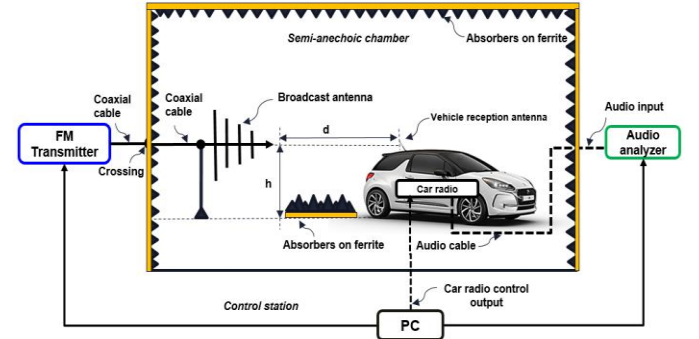 Semi-anechoic chamber
Absorbers on ferrite
Coaxial
cable
Coaxial
cable
Broadcast antenna
d
Vehicle reception antenna
Audio input
FM
Transmitter
Audio
analyzer
Crossing
h
Car radio
Absorbers on ferrite
Audio cable
Car radio control
output
Control station
PC